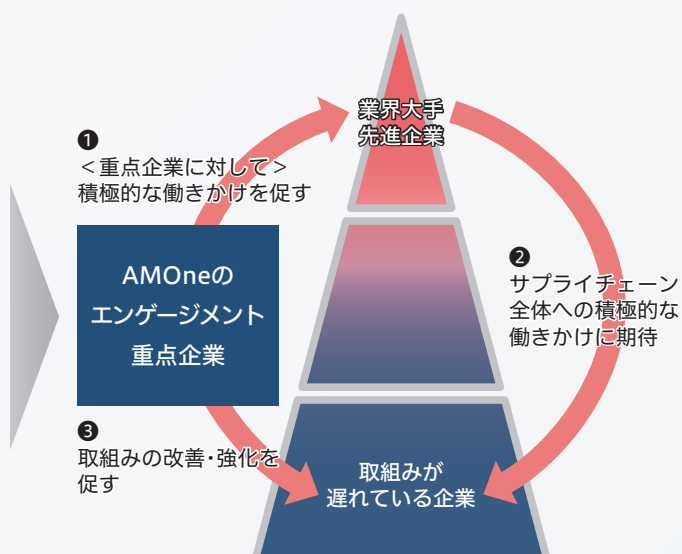 業界大手
先進企業
❶
＜重点企業に対して＞
積極的な働きかけを促す
AMOneの
エンゲージメント
重点企業
❷
サプライチェーン
全体への積極的な
働きかけに期待
❸
取組みの改善・強化を
促す
取組みが
遅れている企業